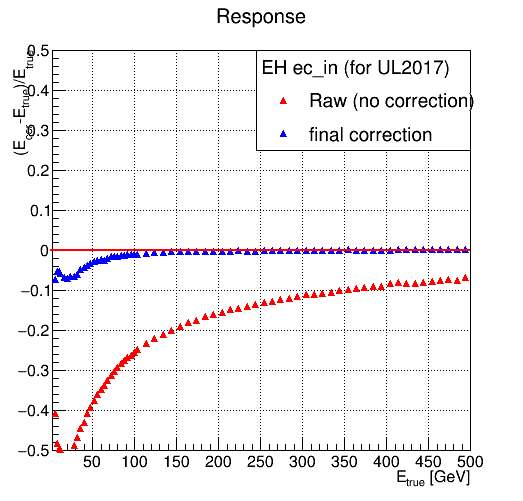 Response
(E_cor-E_true)/E_true
0.5
0.4
0.3
0.2
0.1
0
−0.1
−0.2
−0.3
−0.4
−0.5
EH ec_in (for UL2017)
Raw (no correction)
final correction
50 100 150 200 250 300 350 400 450 500
E_true [GeV]